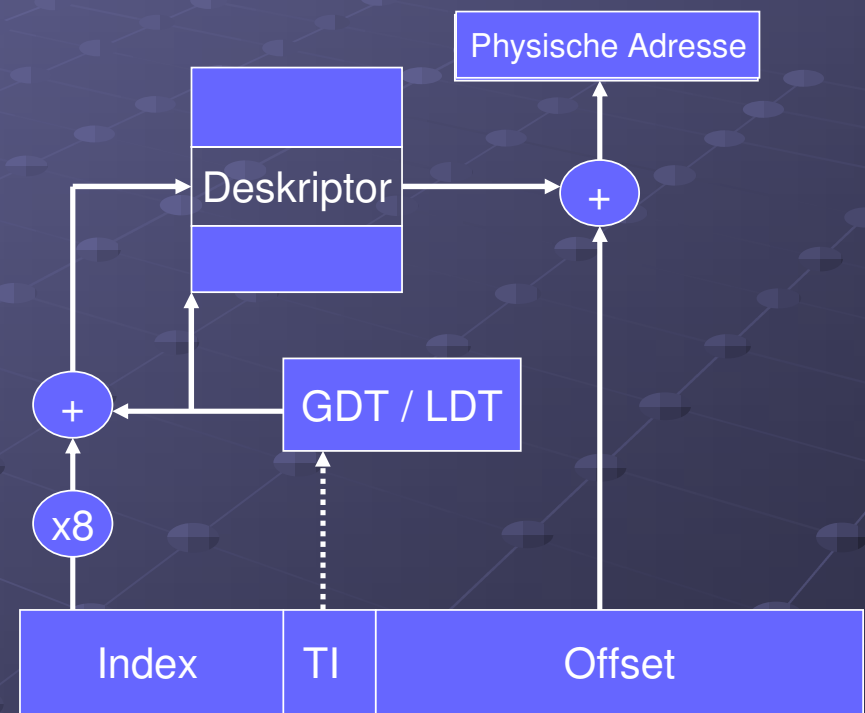 Physische Adresse
Deskriptor
+
+
GDT / LDT
x8
Index
TI
Offset